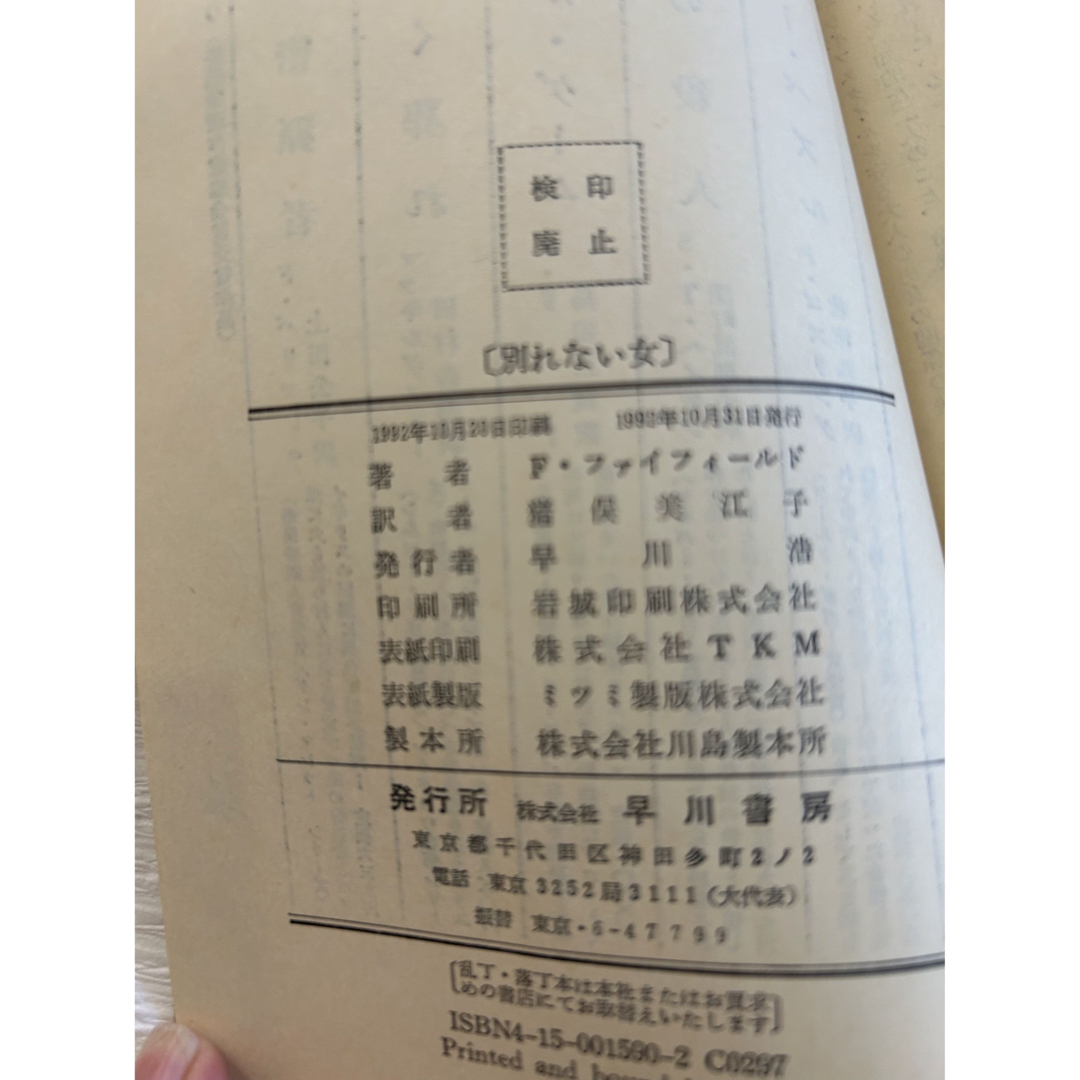 検印
廃止
〔別れない女〕
1992年10月20日印刷 1992年10月31日発行
著者 F・ファイフィールド
訳者 猪俣美江子
発行者 早川浩
印刷所 岩城印刷株式会社
表紙印刷 株式会社TKM
表紙製版 ミツミ製版株式会社
製本所 株式会社川島製本所
発行所 株式会社 早川書房
東京都千代田区神田多町2ノ2
電話 東京3252局3111(大代表)
振替 東京・6-47799
〔乱丁・落丁本は本社またはお買求
めの書店にてお取替えいたします〕
ISBN4-15-001590-2 C0297
Printed and bound